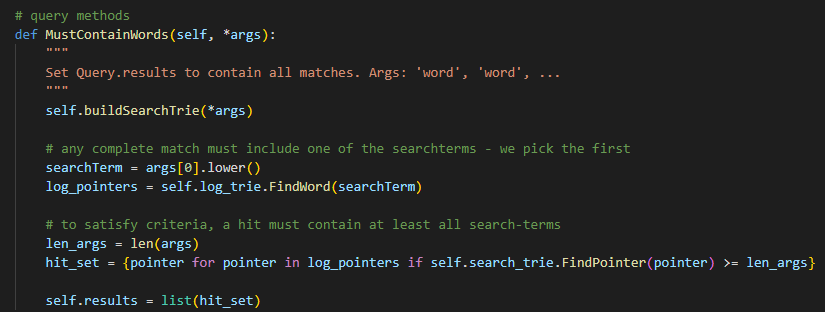 # query methods
def MustContainWords(self, *args):
    """
    Set Query.results to contain all matches. Args: 'word', 'word', ...
    """
    self.buildSearchTrie(*args)

    # any complete match must include one of the searchterms - we pick the first
    searchTerm = args[0].lower()
    log_pointers = self.log_trie.FindWord(searchTerm)

    # to satisfy criteria, a hit must contain at least all search-terms
    len_args = len(args)
    hit_set = {pointer for pointer in log_pointers if self.search_trie.FindPointer(pointer) >= len_args}

    self.results = list(hit_set)